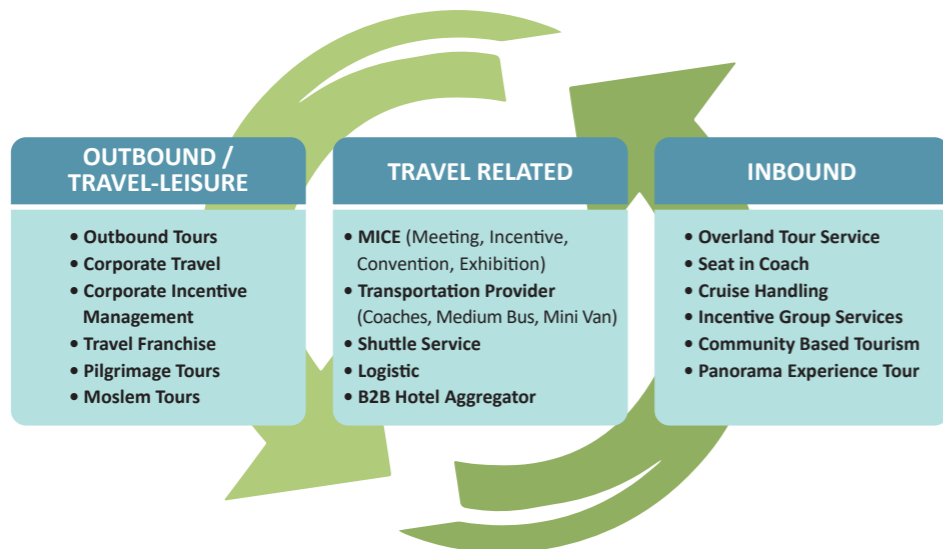 OUTBOUND /
TRAVEL-LEISURE
• Outbound Tours
• Corporate Travel
• Corporate Incentive
Management
• Travel Franchise
• Pilgrimage Tours
• Moslem Tours
TRAVEL RELATED
• MICE (Meeting, Incentive,
Convention, Exhibition)
• Transportation Provider
(Coaches, Medium Bus, Mini Van)
• Shuttle Service
• Logistic
• B2B Hotel Aggregator
INBOUND
• Overland Tour Service
• Seat in Coach
• Cruise Handling
• Incentive Group Services
• Community Based Tourism
• Panorama Experience Tour